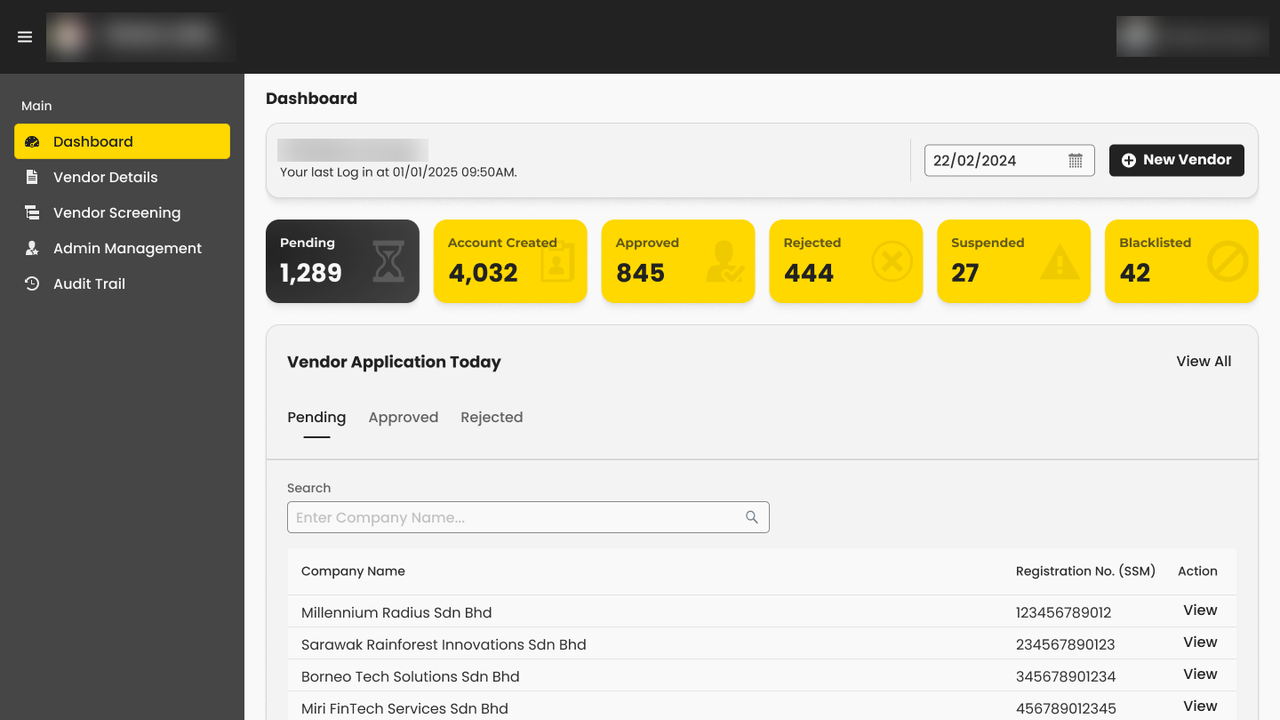 Main
Dashboard
Vendor Details
Vendor Screening
Admin Management
Audit Trail
Dashboard
Your last Log in at 01/01/2025 09:50AM.
22/02/2024
New Vendor
Pending
1,289
Account Created
4,032
Approved
845
Rejected
444
Suspended
27
Blacklisted
42
Vendor Application Today
View All
Pending Approved Rejected
Search
Enter Company Name...
Company Name Registration No. (SSM) Action
Millennium Radius Sdn Bhd 123456789012 View
Sarawak Rainforest Innovations Sdn Bhd 234567890123 View
Borneo Tech Solutions Sdn Bhd 345678901234 View
Miri FinTech Services Sdn Bhd 456789012345 View